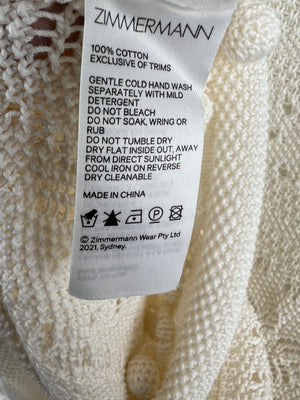 ZIMMERMANN
100% COTTON
EXCLUSIVE OF TRIMS
GENTLE COLD HAND WASH
SEPARATELY WITH MILD
DETERGENT
DO NOT BLEACH
DO NOT SOAK, WRING OR
RUB
DO NOT TUMBLE DRY
DRY FLAT INSIDE OUT, AWAY
FROM DIRECT SUNLIGHT
COOL IRON ON REVERSE
DRY CLEANABLE
MADE IN CHINA
© Zimmermann Wear Pty Ltd
2021, Sydney.